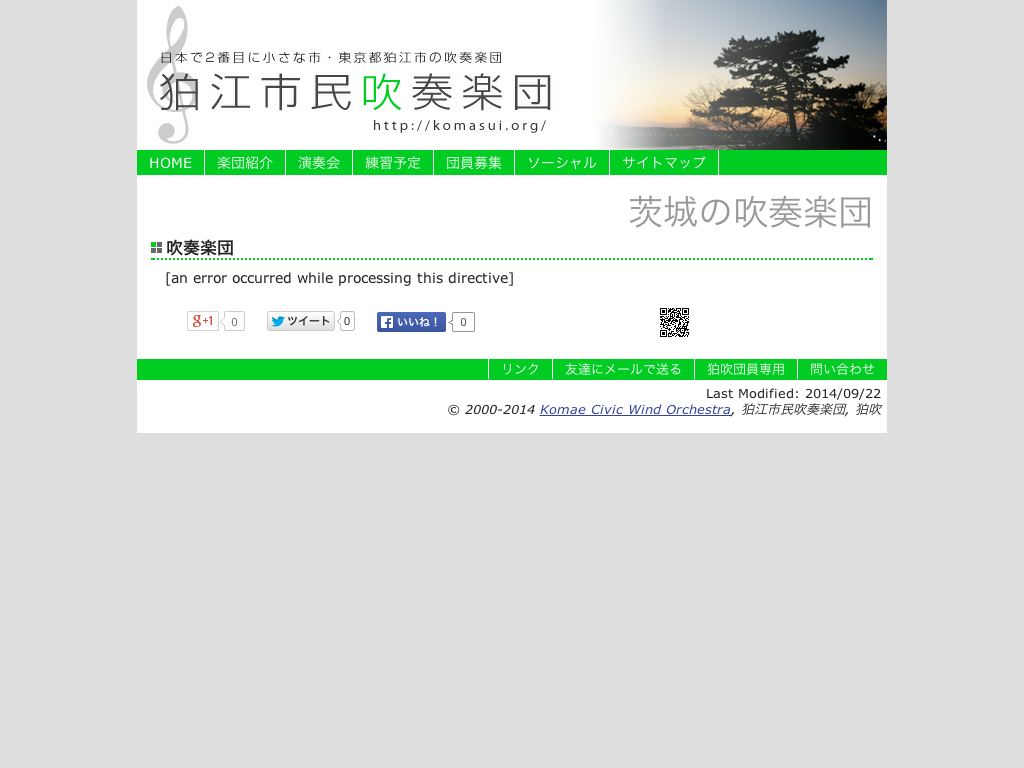 日本で2番目に小さな市・東京都狛江市の吹奏楽団
狛江市民吹奏楽団
http://komasui.org/
HOME 楽団紹介 演奏会 練習予定 団員募集 ソーシャル サイトマップ
茨城の吹奏楽団
吹奏楽団
[an error occurred while processing this directive]
g+1 0 ツイート 0 いいね! 0
リンク 友達にメールで送る 狛吹団員専用 問い合わせ
Last Modified: 2014/09/22
© 2000-2014 Komae Civic Wind Orchestra, 狛江市民吹奏楽団, 狛吹